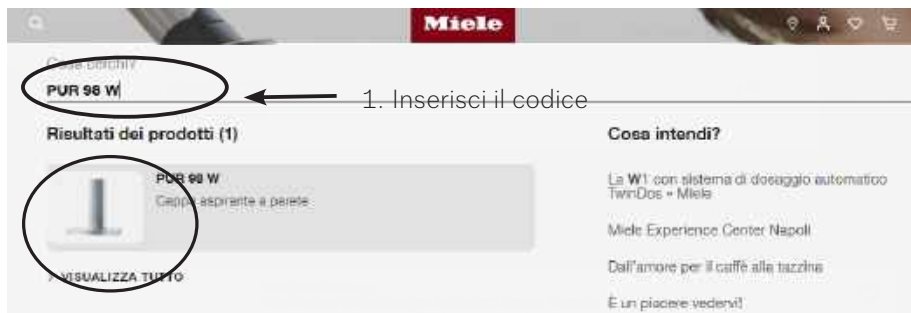 Miele
Cosa cerchi?
PUR 98 W
1. Inserisci il codice
Risultati dei prodotti (1)
Cosa intendi?
PUR 98 W
Cappa aspirante a parete
La W1 con sistema di dosaggio automatico
TwinDos - Miele
Miele Experience Center Napoli
Dall'amore per il caffè alla tazzina
VISUALIZZA TUTTO
È un piacere vedervi!